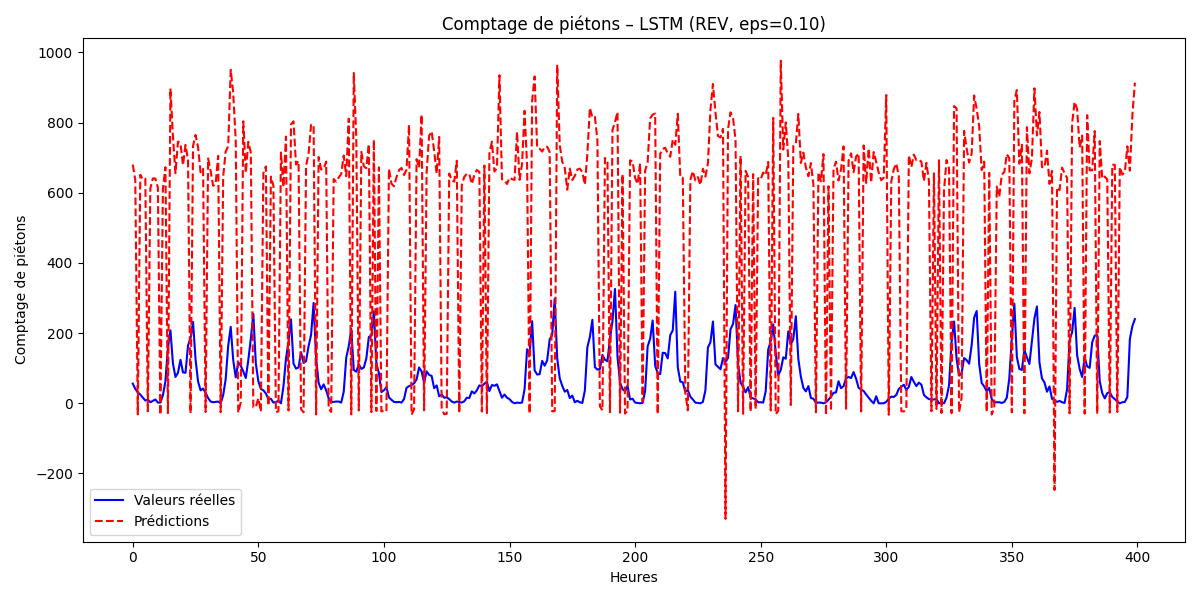 Comptage de piétons – LSTM (REV, eps=0.10)
Comptage de piétons
1000
800
600
400
200
0
−200
Valeurs réelles
Prédictions
0 50 100 150 200 250 300 350 400
Heures